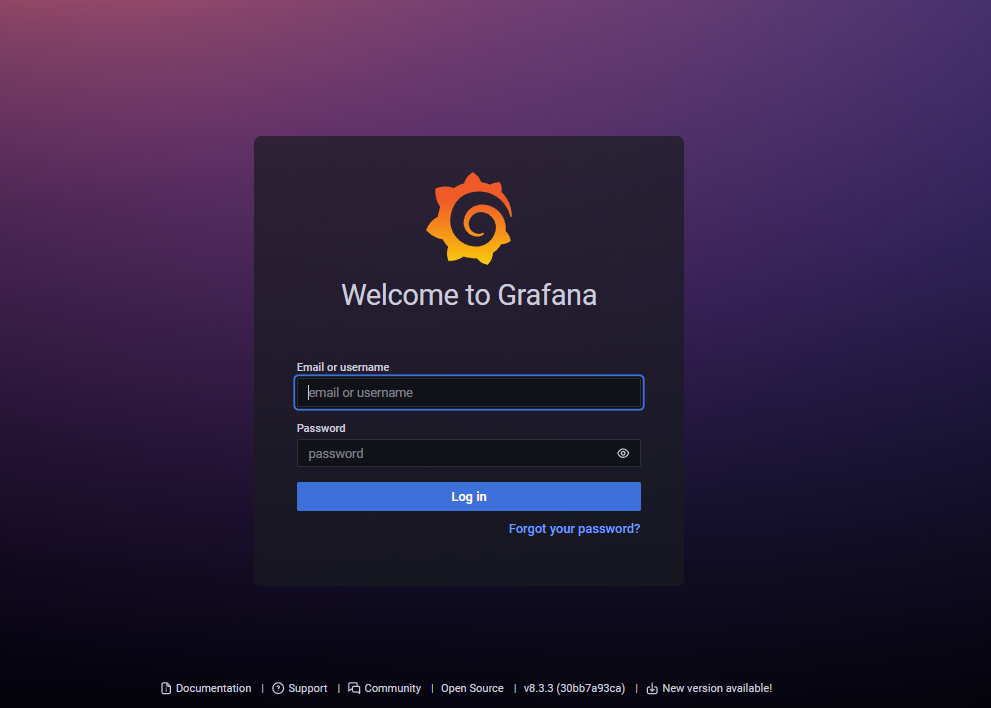 Welcome to Grafana
Email or username
email or username
Password
password
Log in
Forgot your password?
Documentation | Support | Community | Open Source | v8.3.3 (30bb7a93ca) | New version available!